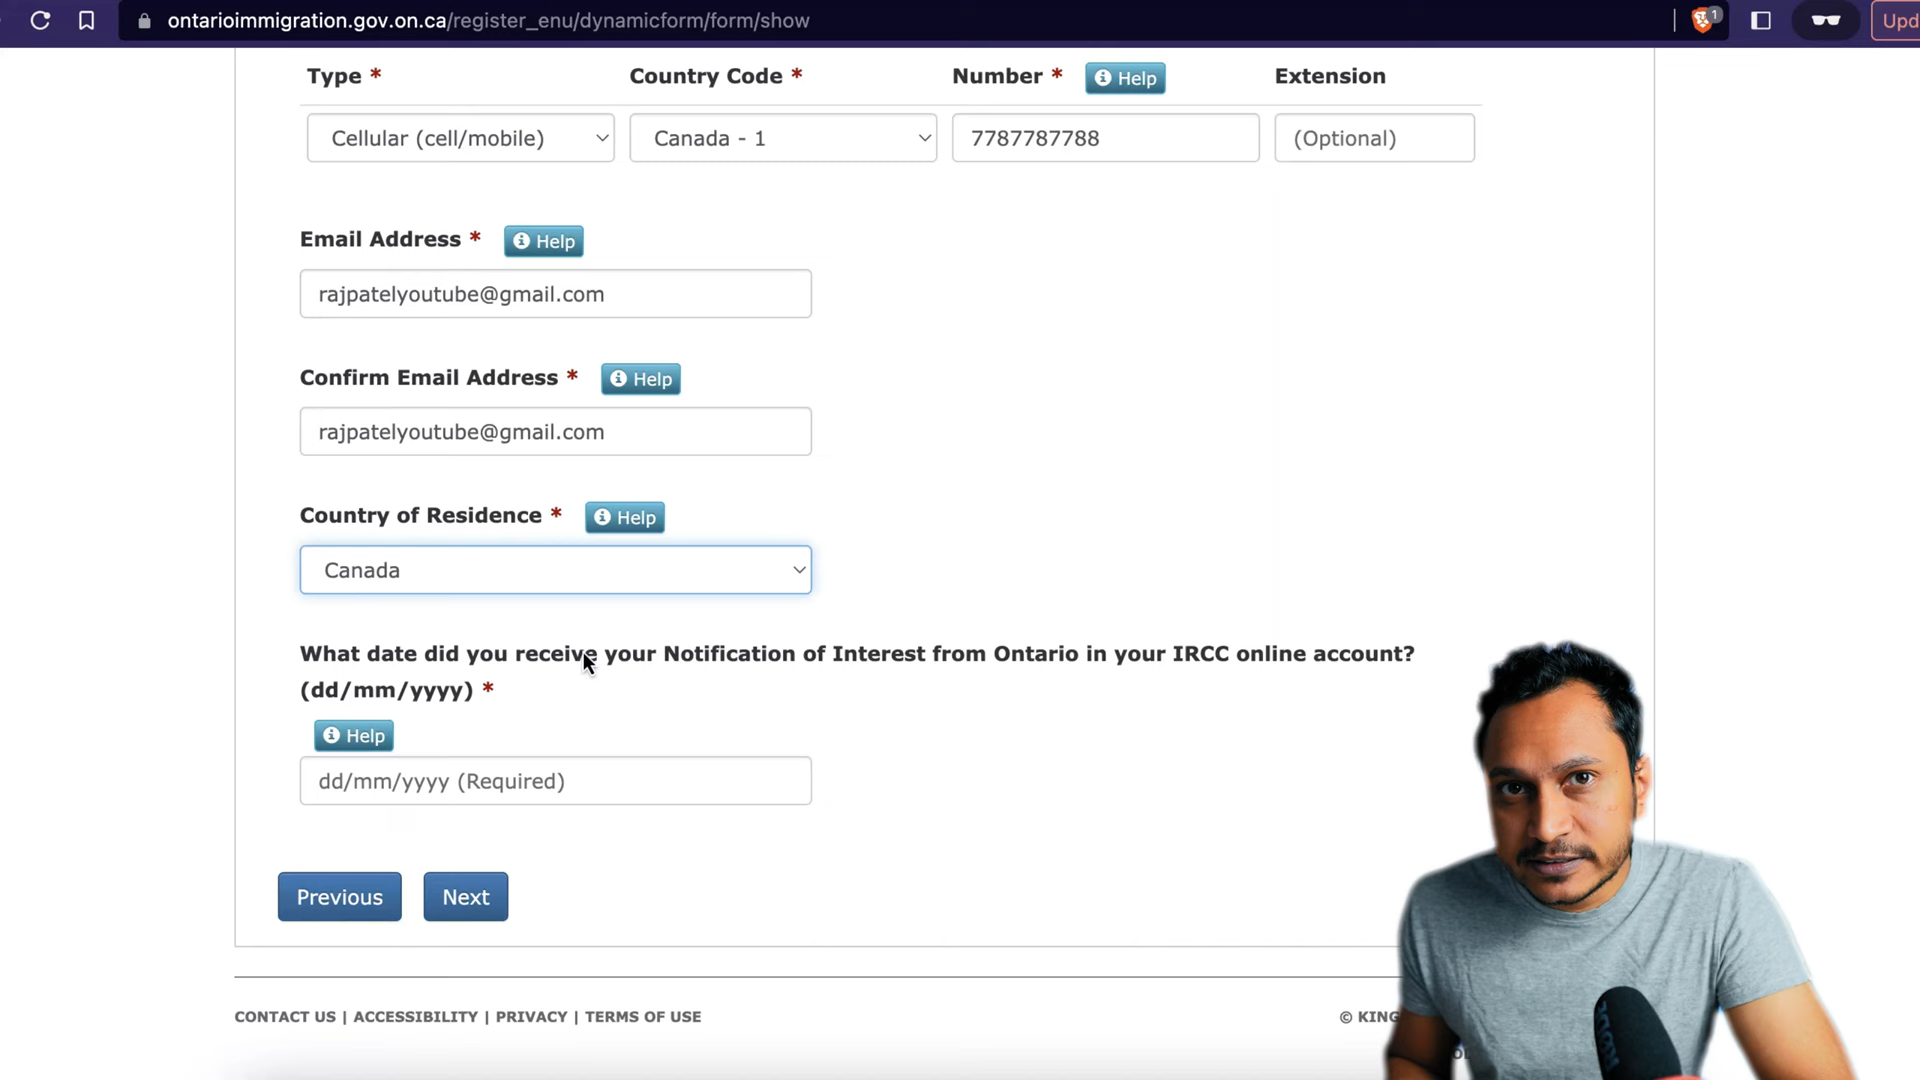 ontarioimmigration.gov.on.ca/register_enu/dynamicform/form/show
1
Upd
Type * Country Code * Number * Help Extension
Cellular (cell/mobile) Canada - 1 7787787788 (Optional)
Email Address * Help
rajpatelyoutube@gmail.com
Confirm Email Address * Help
rajpatelyoutube@gmail.com
Country of Residence * Help
Canada
What date did you receive your Notification of Interest from Ontario in your IRCC online account?
(dd/mm/yyyy) *
Help
dd/mm/yyyy (Required)
Previous Next
CONTACT US | ACCESSIBILITY | PRIVACY | TERMS OF USE © KING
RODE